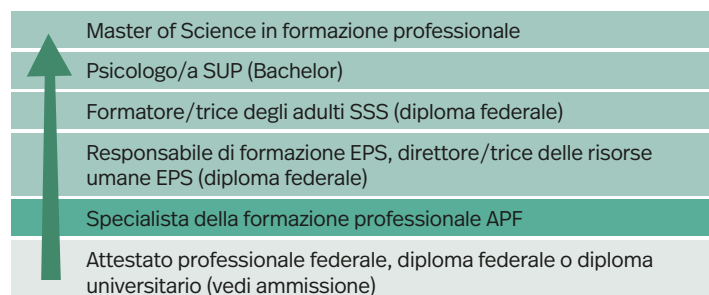 Master of Science in formazione professionale
Psicologo/a SUP (Bachelor)
Formatore/trice degli adulti SSS (diploma federale)
Responsabile di formazione EPS, direttore/trice delle risorse
umane EPS (diploma federale)
Specialista della formazione professionale APF
Attestato professionale federale, diploma federale o diploma
universitario (vedi ammissione)